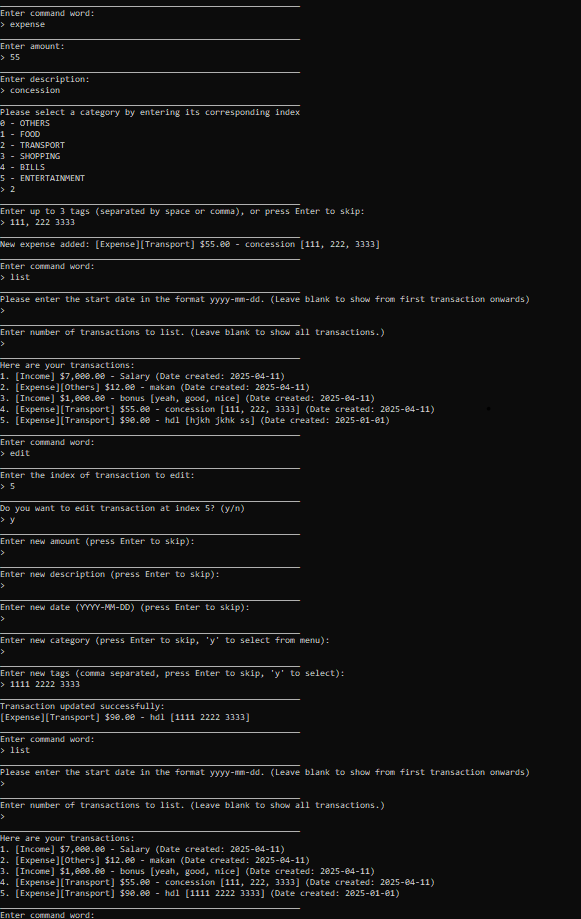 Enter command word:
> expense
Enter amount:
> 55
Enter description:
> concession
Please select a category by entering its corresponding index
0 - OTHERS
1 - FOOD
2 - TRANSPORT
3 - SHOPPING
4 - BILLS
5 - ENTERTAINMENT
> 2
Enter up to 3 tags (separated by space or comma), or press Enter to skip:
> 111, 222 3333
New expense added: [Expense][Transport] $55.00 - concession [111, 222, 3333]
Enter command word:
> list
Please enter the start date in the format yyyy-mm-dd. (Leave blank to show from first transaction onwards)
>
Enter number of transactions to list. (Leave blank to show all transactions.)
>
Here are your transactions:
1. [Income] $7,000.00 - Salary (Date created: 2025-04-11)
2. [Expense][Others] $12.00 - makan (Date created: 2025-04-11)
3. [Income] $1,000.00 - bonus [yeah, good, nice] (Date created: 2025-04-11)
4. [Expense][Transport] $55.00 - concession [111, 222, 3333] (Date created: 2025-04-11)
5. [Expense][Transport] $90.00 - hdl [hjkh jkhk ss] (Date created: 2025-01-01)
Enter command word:
> edit
Enter the index of transaction to edit:
> 5
Do you want to edit transaction at index 5? (y/n)
> y
Enter new amount (press Enter to skip):
>
Enter new description (press Enter to skip):
>
Enter new date (YYYY-MM-DD) (press Enter to skip):
>
Enter new category (press Enter to skip, 'y' to select from menu):
>
Enter new tags (comma separated, press Enter to skip, 'y' to select):
> 1111 2222 3333
Transaction updated successfully:
[Expense][Transport] $90.00 - hdl [1111 2222 3333]
Enter command word:
> list
Please enter the start date in the format yyyy-mm-dd. (Leave blank to show from first transaction onwards)
>
Enter number of transactions to list. (Leave blank to show all transactions.)
>
Here are your transactions:
1. [Income] $7,000.00 - Salary (Date created: 2025-04-11)
2. [Expense][Others] $12.00 - makan (Date created: 2025-04-11)
3. [Income] $1,000.00 - bonus [yeah, good, nice] (Date created: 2025-04-11)
4. [Expense][Transport] $55.00 - concession [111, 222, 3333] (Date created: 2025-04-11)
5. [Expense][Transport] $90.00 - hdl [1111 2222 3333] (Date created: 2025-01-01)
Enter command word: